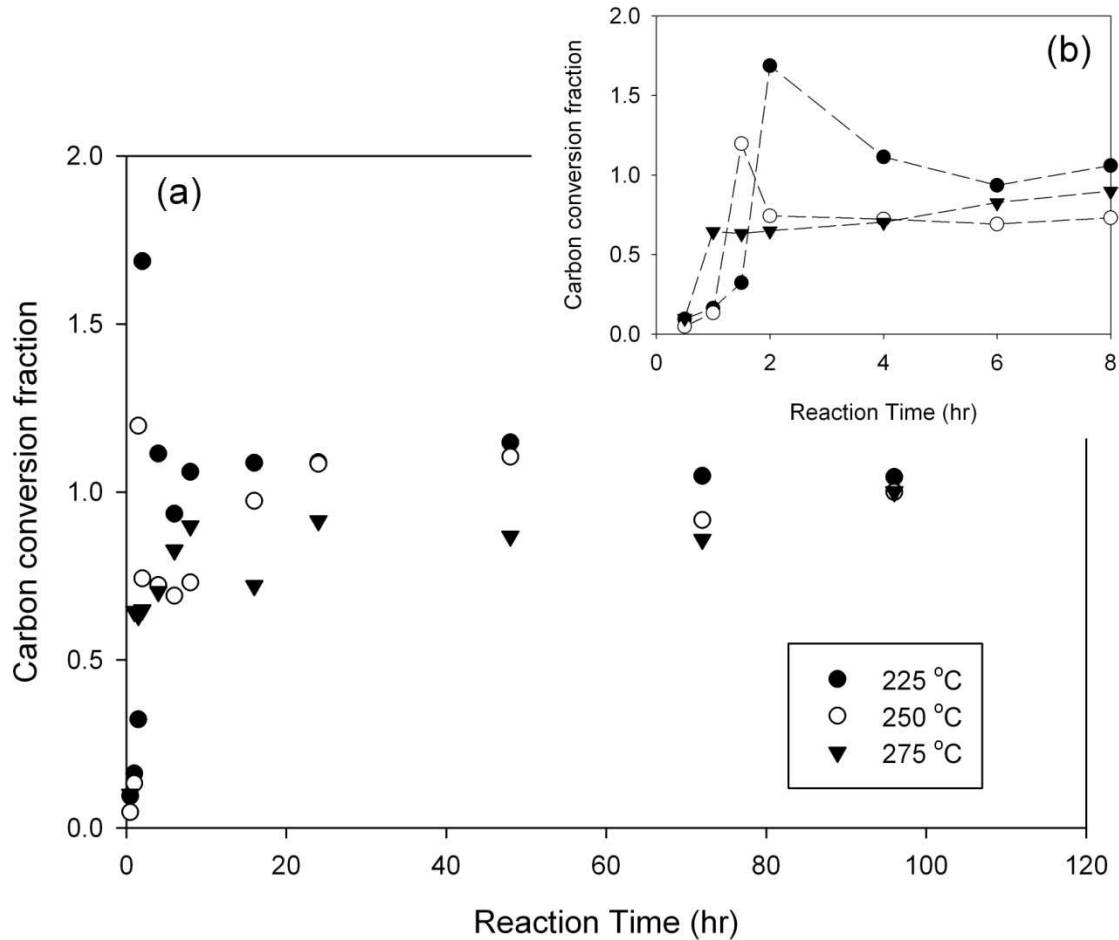 2.0
(b)
1.5
1.0
0.5
0.0
Carbon conversion fraction
0 2 4 6 8
Reaction Time (hr)
2.0
(a)
1.5
1.0
0.5
0.0
Carbon conversion fraction
225 °C
250 °C
275 °C
0 20 40 60 80 100 120
Reaction Time (hr)